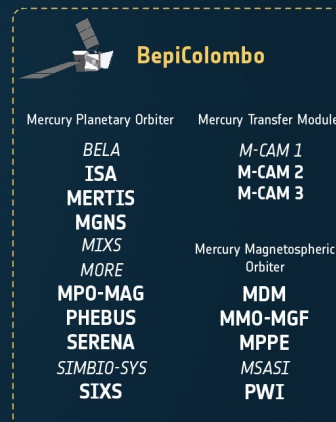 BepiColombo
Mercury Planetary Orbiter
BELA
ISA
MERTIS
MGNS
MIXS
MORE
MPO-MAG
PHEBUS
SERENA
SIMBIO-SYS
SIXS
Mercury Transfer Module
M-CAM 1
M-CAM 2
M-CAM 3
Mercury Magnetospheric
Orbiter
MDM
MMO-MGF
MPPE
MSASI
PWI